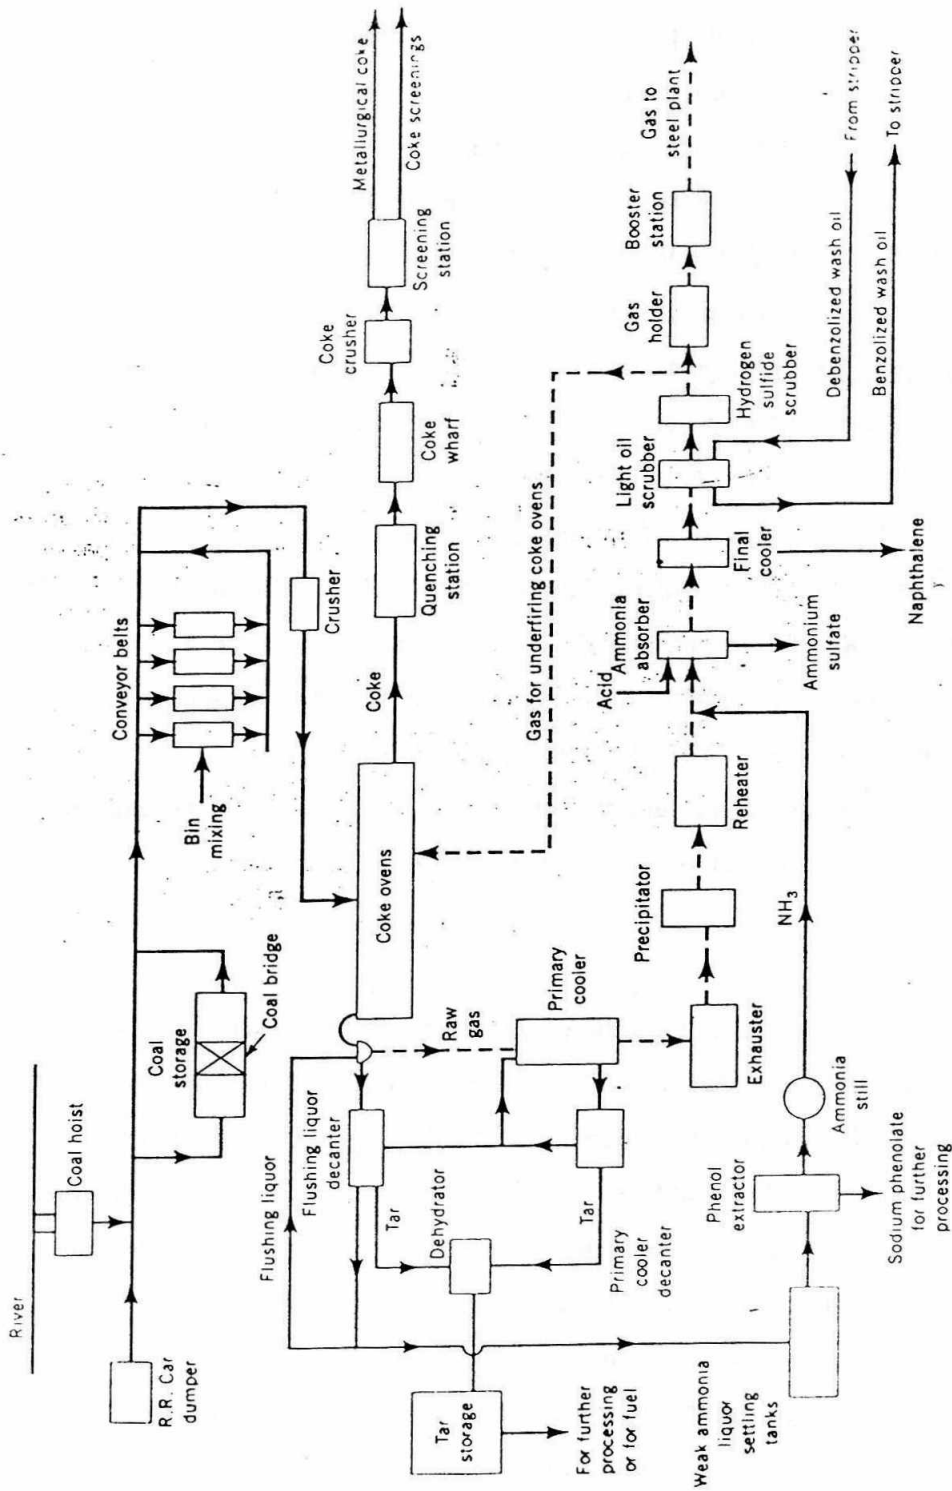 River
Coal hoist
R.R. Car
dumper
Coal
storage
Coal bridge
Conveyor belts
Bin
mixing
Crusher
Metallurgical coke
Coke screenings
Screening
station
Coke
crusher
Coke
wharf
Quenching
station
Coke
Coke ovens
Gas for underfiring coke ovens
Flushing liquor
Flushing liquor
decanter
Tar
Dehydrator
Raw
gas
Primary
cooler
Primary
cooler
decanter
Tar
Tar
storage
For further
processing
or for fuel
Exhauster
Precipitator
Reheater
Acid
Ammonia
absorber
Ammonium
sulfate
Final
cooler
Naphthalene
Light oil
scrubber
Hydrogen
sulfide
scrubber
Gas
holder
Booster
station
Gas to
steel plant
Debenzolized wash oil
From stripper
Benzolized wash oil
To stripper
Weak ammonia
liquor
settling
tanks
Phenol
extractor
Sodium phenolate
for further
processing
Ammonia
still
NH3